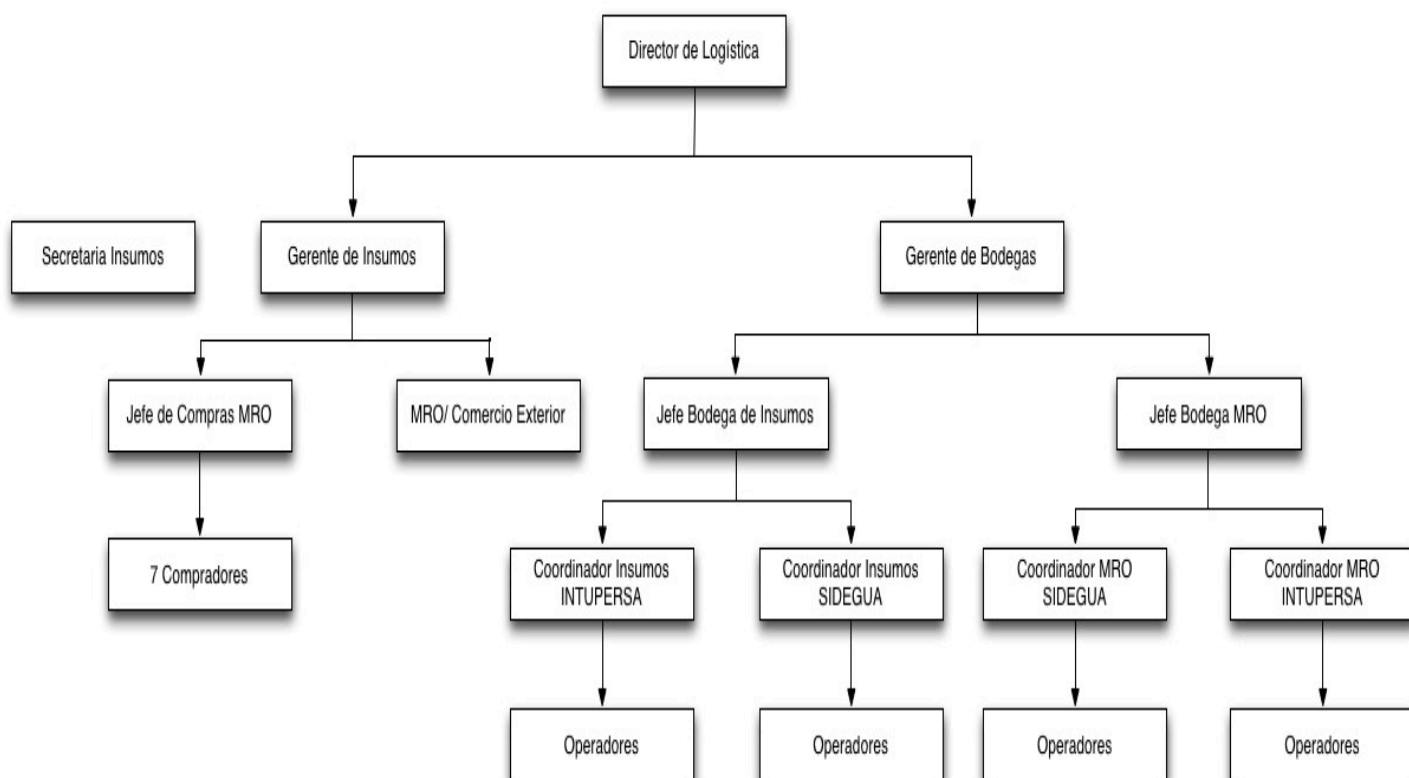 Director de Logística
Secretaria Insumos
Gerente de Insumos
Gerente de Bodegas
Jefe de Compras MRO
MRO/ Comercio Exterior
Jefe Bodega de Insumos
Jefe Bodega MRO
7 Compradores
Coordinador Insumos
INTUPERSA
Coordinador Insumos
SIDEGUA
Coordinador MRO
SIDEGUA
Coordinador MRO
INTUPERSA
Operadores
Operadores
Operadores
Operadores